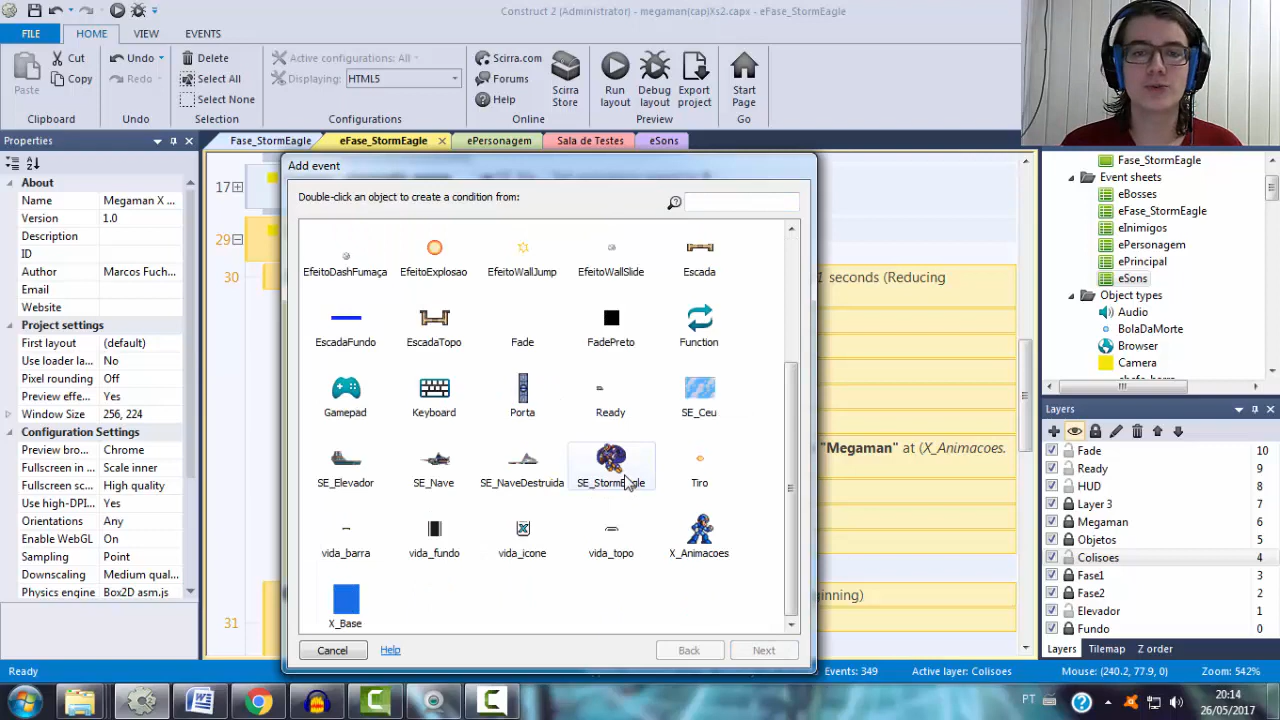 Construct 2 (Administrator) - megaman(cap)Xs2.capx - eFase_StormEagle
FILE HOME VIEW EVENTS
Paste Cut Copy
Clipboard
Undo Redo
Undo
Delete Select All Select None
Selection
Active configurations: All
Displaying: HTML5
Configurations
Scirra.com Forums Help
Scirra Store
Online
Run layout Debug layout Export project
Preview
Start Page
Go
Properties
Fase_StormEagle eFase_StormEagle ePersonagem Sala de Testes eSons
About
Name Megaman X ...
Version 1.0
Description
ID
Author Marcos Fuch...
Email
Website
Project settings
First layout (default)
Use loader la... No
Pixel rounding Off
Preview effe... Yes
Window Size 256, 224
Configuration Settings
Preview bro... Chrome
Fullscreen in ... Scale inner
Fullscreen sc... High quality
Use high-DPI... Yes
Orientations Any
Enable WebGL On
Sampling Point
Downscaling Medium qual...
Physics engine Box2D asm.js
17
29
30
31
1 seconds (Reducing
"Megaman" at (X_Animacoes.
ginning)
Add event
Double-click an object to create a condition from:
EfeitoDashFumaça EfeitoExplosao EfeitoWallJump EfeitoWallSlide Escada
EscadaFundo EscadaTopo Fade FadePreto Function
Gamepad Keyboard Porta Ready SE_Ceu
SE_Elevador SE_Nave SE_NaveDestruida SE_StormEagle Tiro
vida_barra vida_fundo vida_icone vida_topo X_Animacoes
X_Base
Cancel Help Back Next
Fase_StormEagle
Event sheets
eBosses
eFase_StormEagle
eInimigos
ePersonagem
ePrincipal
eSons
Object types
Audio
BolaDaMorte
Browser
Camera
Layers
Fade 10
Ready 9
HUD 8
Layer 3 7
Megaman 6
Objetos 5
Colisoes 4
Fase1 3
Fase2 2
Elevador 1
Fundo 0
Layers Tilemap Z order
Ready
Events: 349
Active layer: Colisoes
Mouse: (240.2, 77.9, 0)
Zoom: 542%
PT
20:14
26/05/2017